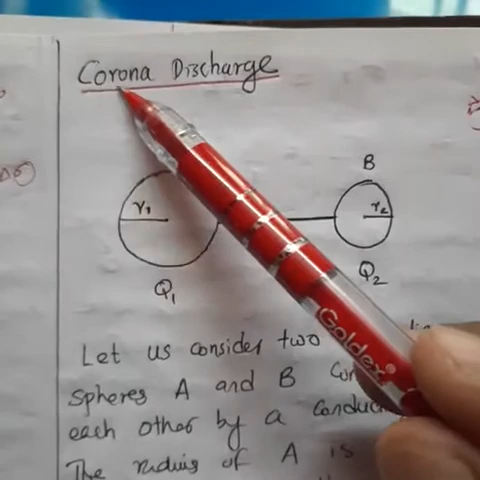 Corona Discharge
B
r₁
r₂
Q₁
Q₂
Goldex
Let us consider two
spheres A and B
each other by a
The radius of A is